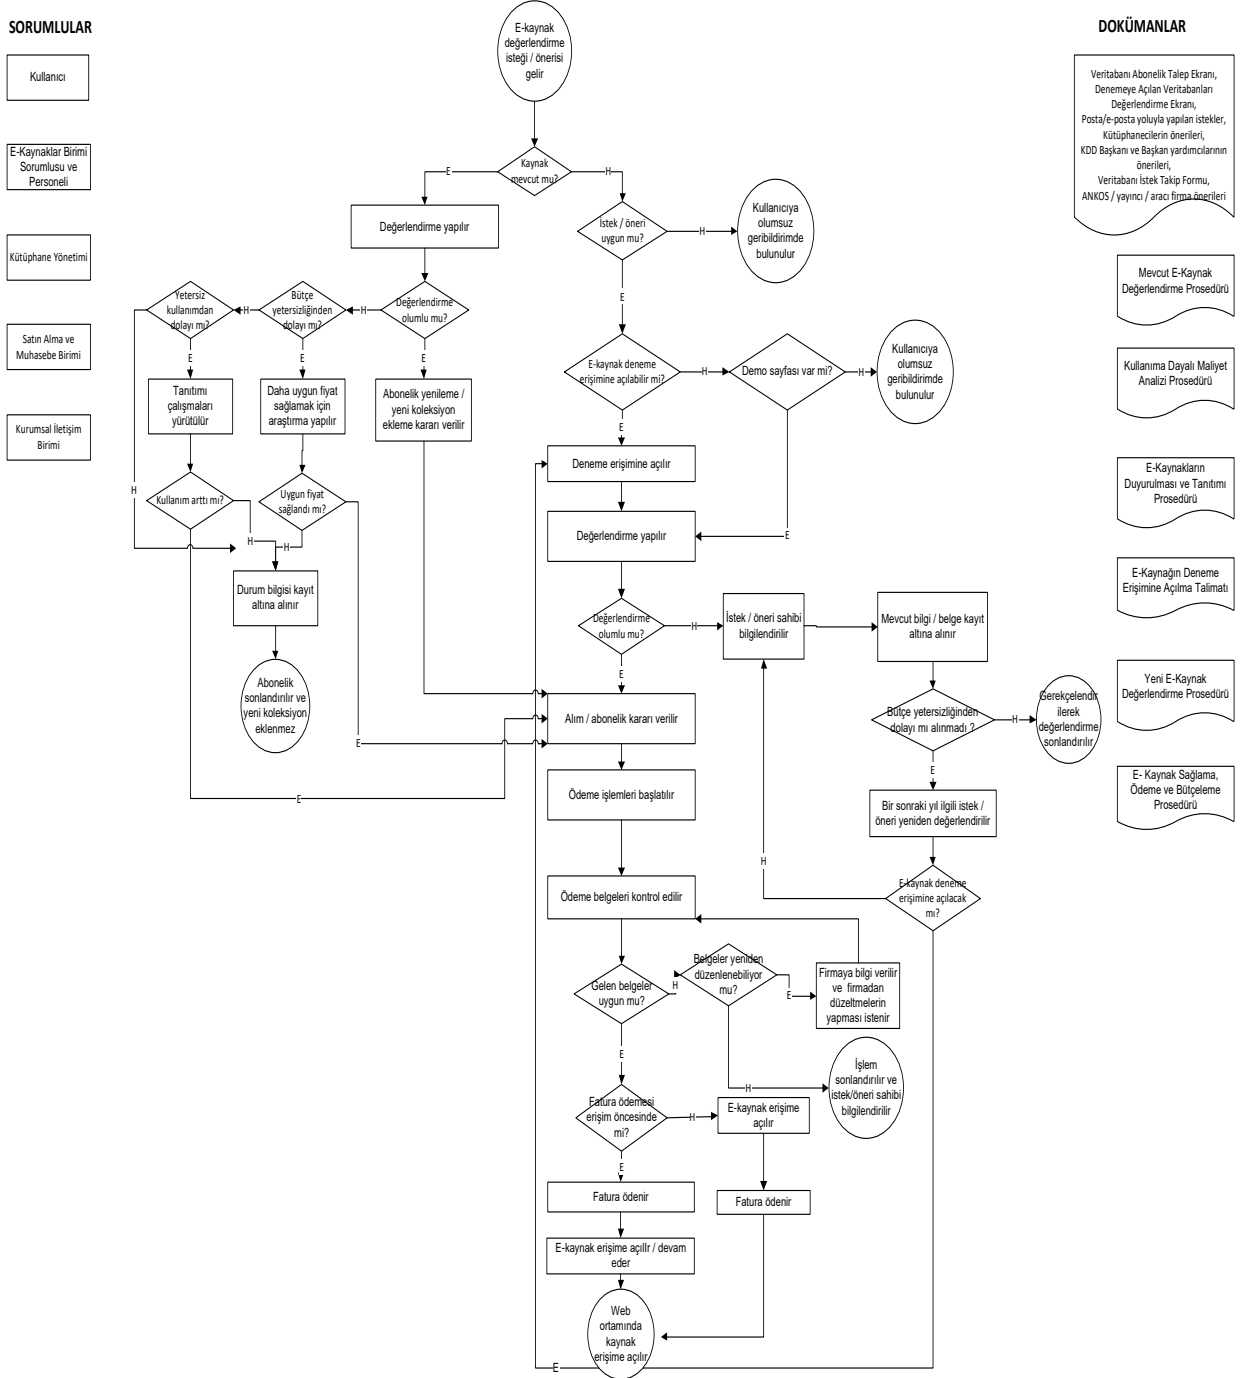 SORUMLULAR
Kullanıcı
E-Kaynaklar Birimi
Sorumlusu ve
Personeli
Kütüphane Yönetimi
Satın Alma ve
Muhasebe Birimi
Kurumsal İletişim
Birimi
E-kaynak
değerlendirme
isteği / önerisi
gelir
Kaynak
mevcut mu?
E
H
Değerlendirme yapılır
İstek / öneri
uygun mu?
H
Kullanıcıya
olumsuz
geribildirimde
bulunulur
E
Yetersiz
kullanımdan
dolayı mı?
H
Bütçe
yetersizliğinden
dolayı mı?
H
Değerlendirme
olumlu mu?
H
E
E
E
E-kaynak deneme
erişimine açılabilir mi?
H
Demo sayfası var mi?
H
Kullanıcıya
olumsuz
geribildirimde
bulunulur
Tanıtımı
çalışmaları
yürütülür
Daha uygun fiyat
sağlamak için
araştırma yapılır
Abonelik yenileme /
yeni koleksiyon
ekleme kararı verilir
E
Deneme erişimine açılır
H
Kullanım arttı mı?
Uygun fiyat
sağlandı mı?
H
H
Değerlendirme yapılır
E
Durum bilgisi kayıt
altına alınır
Değerlendirme
olumlu mu?
H
İstek / öneri sahibi
bilgilendirilir
Mevcut bilgi / belge kayıt
altına alınır
E
Abonelik
sonlandırılır ve
yeni koleksiyon
eklenmez
Alım / abonelik kararı verilir
E
E
Bütçe yetersizliğinden
dolayı mı alınmadı ?
H
Gerekçelendir
ilerek
değerlendirme
sonlandırılır
E
Ödeme işlemleri başlatılır
Bir sonraki yıl ilgili istek /
öneri yeniden değerlendirilir
H
E-kaynak deneme
erişimine açılacak
mı?
Ödeme belgeleri kontrol edilir
Gelen belgeler
uygun mu?
H
Belgeler yeniden
düzenlenebiliyor
mu?
E
Firmaya bilgi verilir
ve firmadan
düzeltmelerin
yapması istenir
E
H
İşlem
sonlandırılır ve
istek/öneri sahibi
bilgilendirilir
Fatura ödemesi
erişim öncesinde
mi?
H
E-kaynak erişime
açılır
E
Fatura ödenir
Fatura ödenir
E-kaynak erişime açılIr / devam
eder
Web
ortamında
kaynak
erişime açılır
E
DOKÜMANLAR
Veritabanı Abonelik Talep Ekranı,
Denemeye Açılan Veritabanları
Değerlendirme Ekranı,
Posta/e-posta yoluyla yapılan istekler,
Kütüphanecilerin önerileri,
KDD Başkanı ve Başkan yardımcılarının
önerileri,
Veritabanı İstek Takip Formu,
ANKOS / yayıncı / aracı firma önerileri
Mevcut E-Kaynak
Değerlendirme Prosedürü
Kullanıma Dayalı Maliyet
Analizi Prosedürü
E-Kaynakların
Duyurulması ve Tanıtımı
Prosedürü
E-Kaynağın Deneme
Erişimine Açılma Talimatı
Yeni E-Kaynak
Değerlendirme Prosedürü
E- Kaynak Sağlama,
Ödeme ve Bütçeleme
Prosedürü